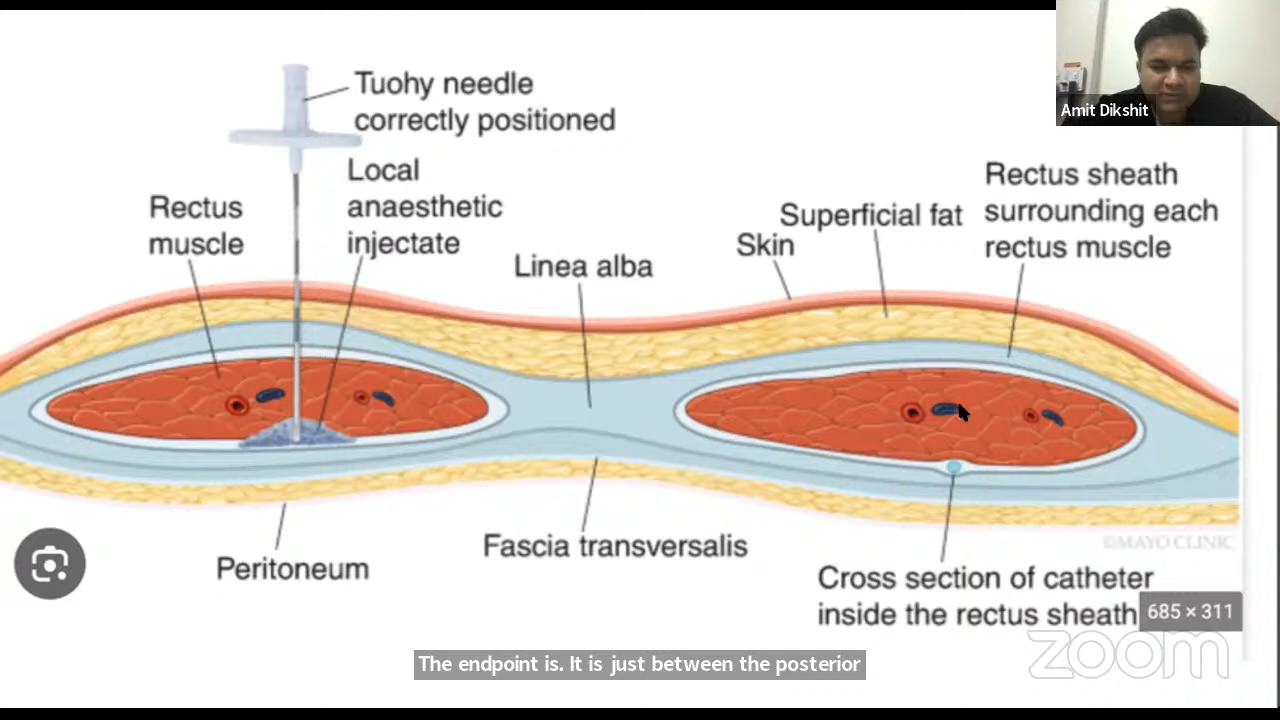 Amit Dikshit
Tuohy needle
correctly positioned
Local
anaesthetic
injectate
Rectus
muscle
Linea alba
Skin
Superficial fat
Rectus sheath
surrounding each
rectus muscle
Peritoneum
Fascia transversalis
©MAYO CLINIC
Cross section of catheter
inside the rectus sheath
685 × 311
zoom
The endpoint is. It is just between the posterior